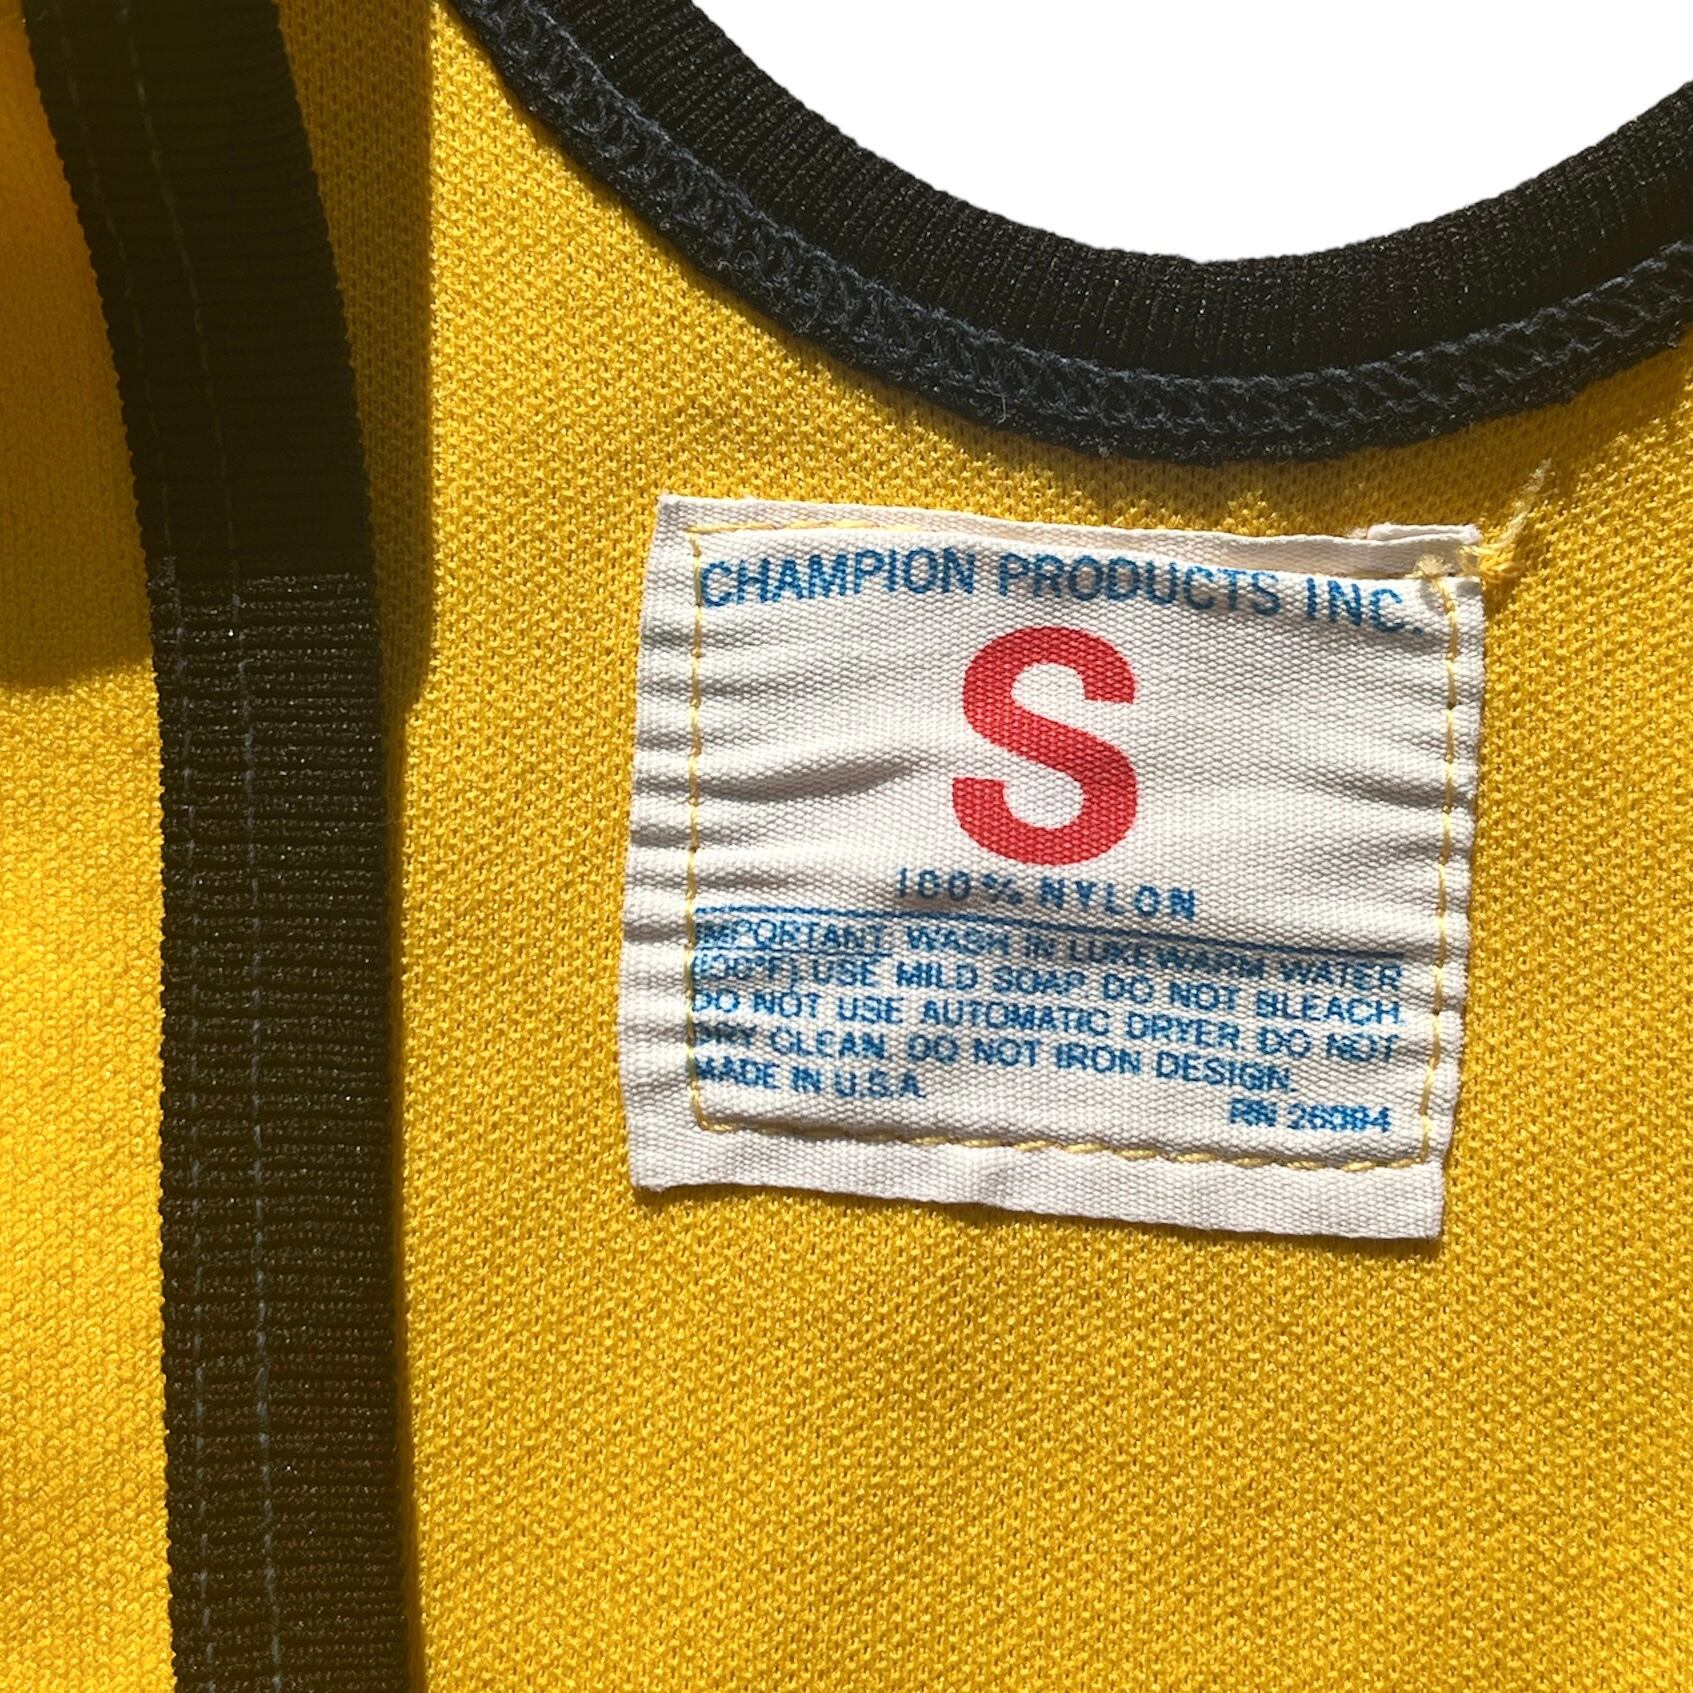 CHAMPION PRODUCTS INC.
S
100% NYLON
IMPORTANT: WASH IN LUKEWARM WATER
(100°F). USE MILD SOAP. DO NOT BLEACH.
DO NOT USE AUTOMATIC DRYER. DO NOT
DRY CLEAN. DO NOT IRON DESIGN.
MADE IN U.S.A.
RN 26094